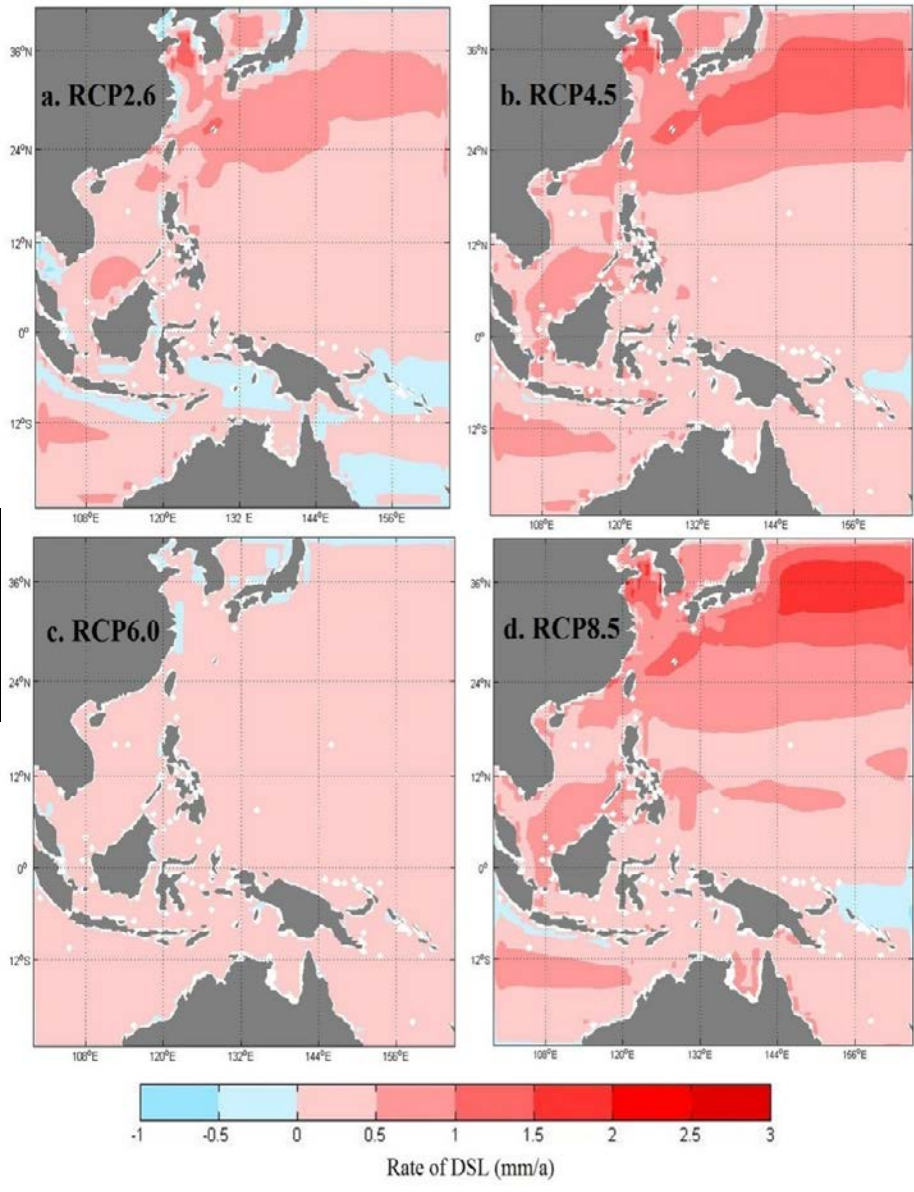 a. RCP2.6
36°N
24°N
12°N
0°
12°S
108°E
120°E
132 E
144°E
156°E
b. RCP4.5
36°N
24°N
12°N
0°
12°S
108°E
120°E
132°E
144°E
156°E
c. RCP6.0
36°N
24°N
12°N
0°
12°S
108°E
120°E
132°E
144°E
156°E
d. RCP8.5
36°N
24°N
12°N
0°
12°S
108°E
120°E
132°E
144°E
156°E
-1
-0.5
0
0.5
1
1.5
2
2.5
3
Rate of DSL (mm/a)